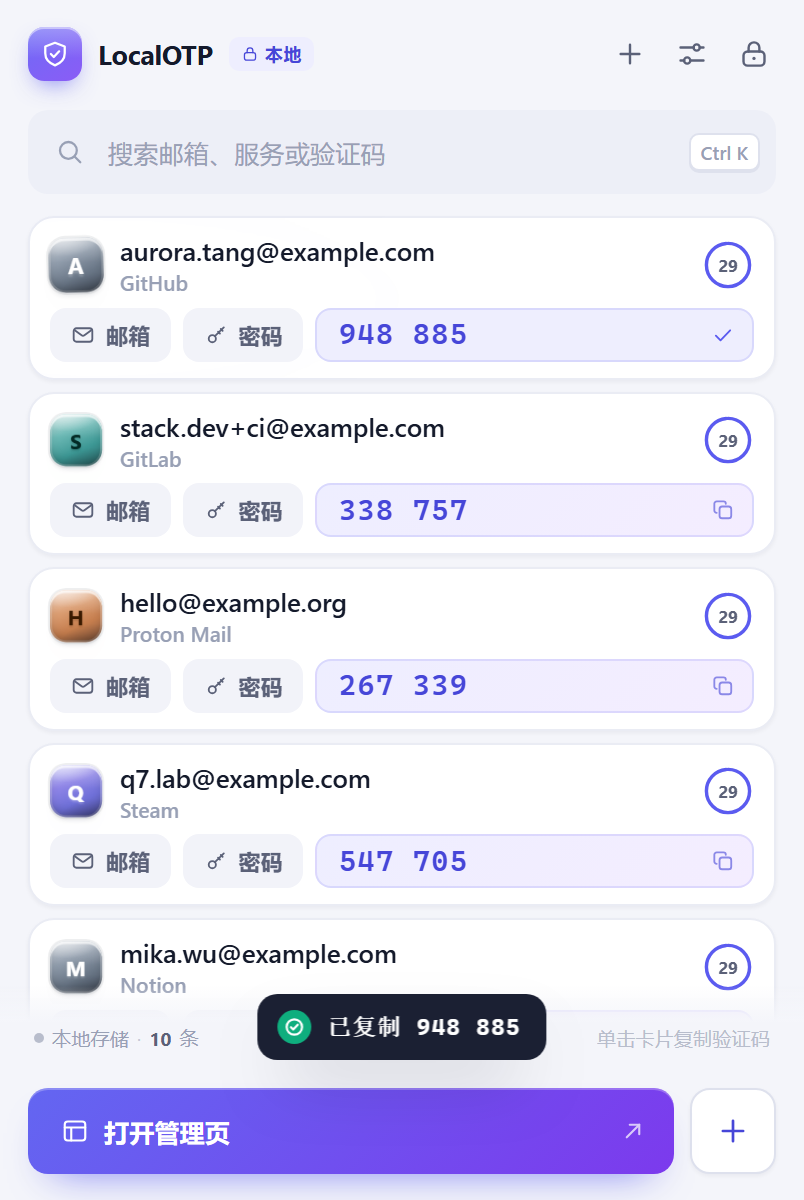 LocalOTP 本地
搜索邮箱、服务或验证码 Ctrl K
A aurora.tang@example.com 29
GitHub
邮箱 密码 948 885
S stack.dev+ci@example.com 29
GitLab
邮箱 密码 338 757
H hello@example.org 29
Proton Mail
邮箱 密码 267 339
Q q7.lab@example.com 29
Steam
邮箱 密码 547 705
M mika.wu@example.com 29
Notion
本地存储 · 10 条 已复制 948 885 单击卡片复制验证码
打开管理页